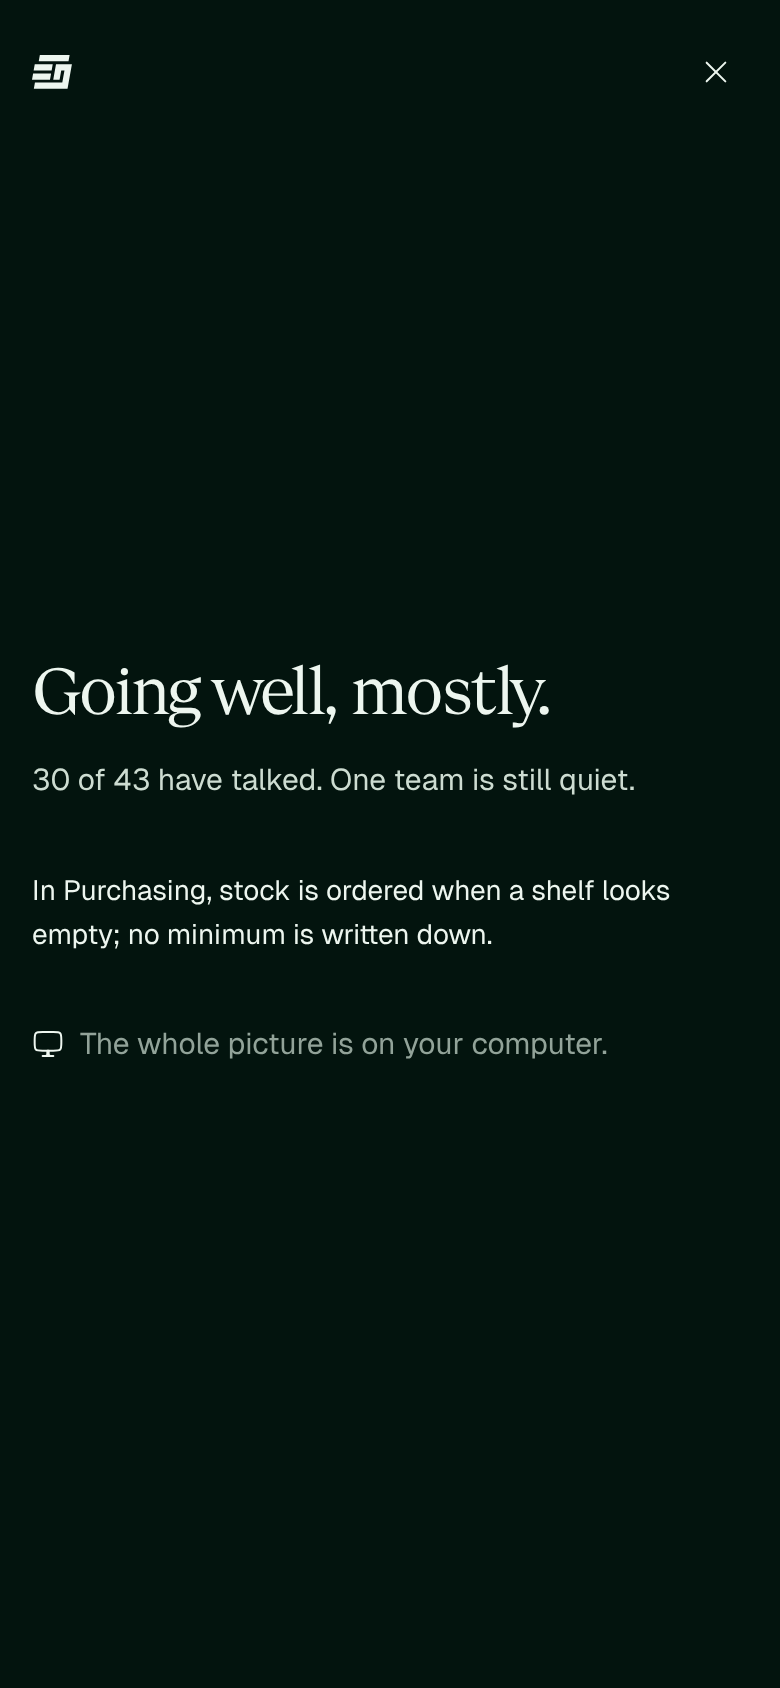 Going well, mostly.
30 of 43 have talked. One team is still quiet.
In Purchasing, stock is ordered when a shelf looks
empty; no minimum is written down.
The whole picture is on your computer.